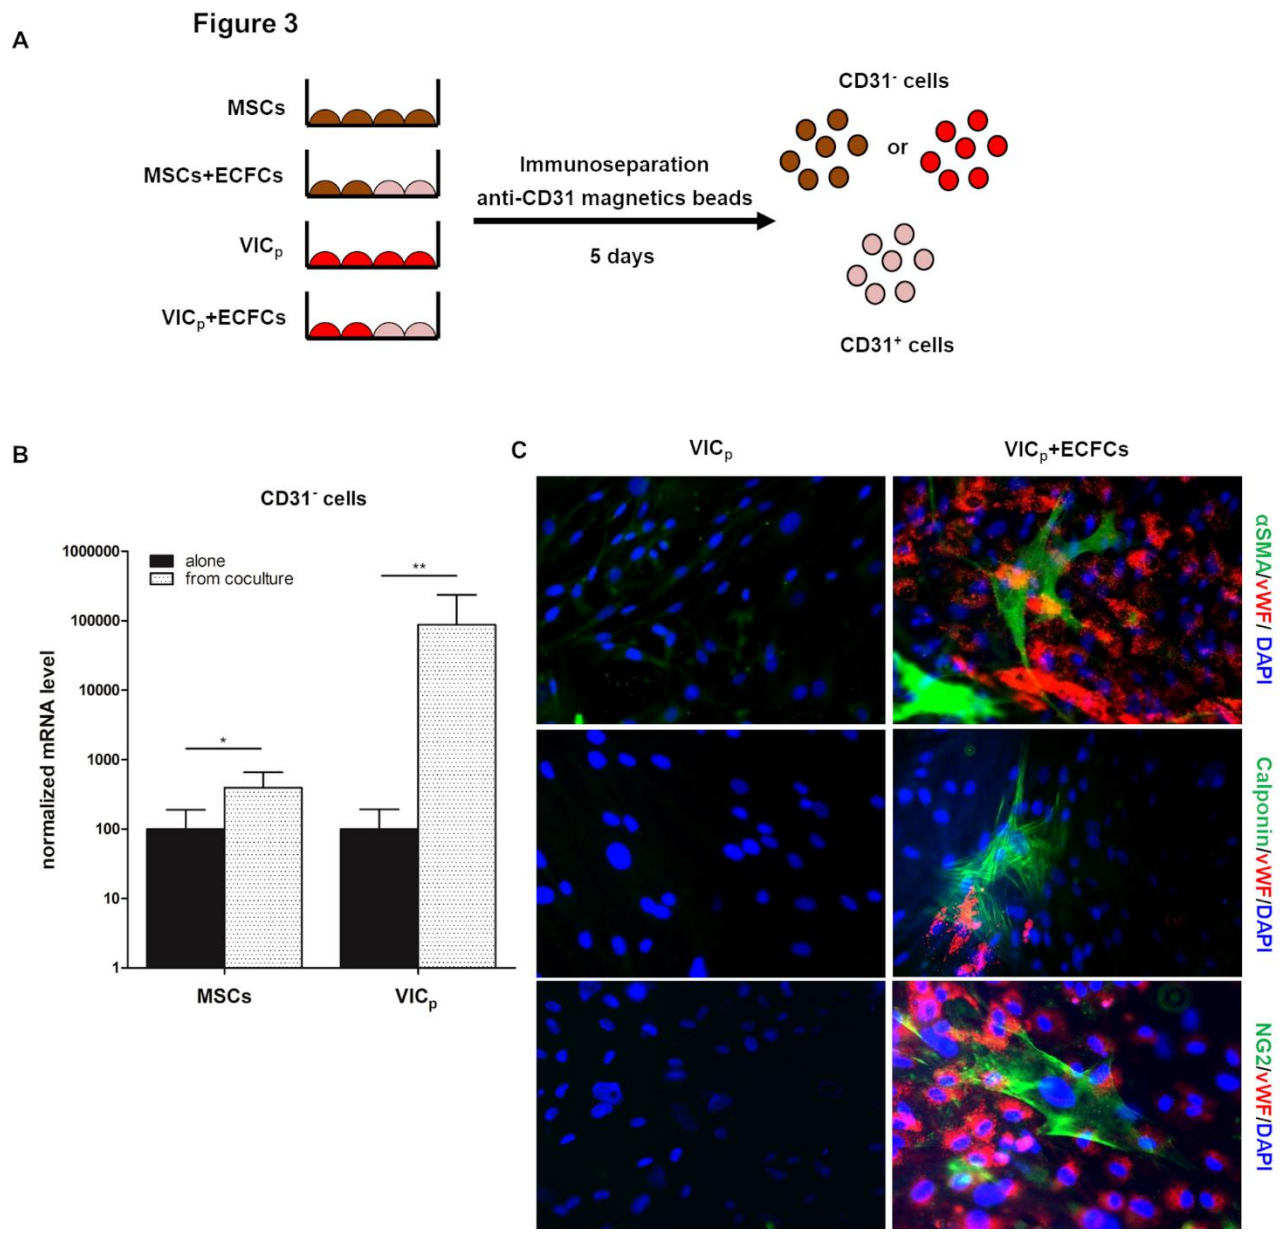 Figure 3
A
MSCs
MSCs+ECFCs
VICp
VICp+ECFCs
Immunoseparation
anti-CD31 magnetics beads
5 days
CD31- cells
or
CD31+ cells
B
CD31- cells
alone
from coculture
normalized mRNA level
1000000
100000
10000
1000
100
10
1
*
**
MSCs
VICp
C
VICp
VICp+ECFCs
αSMA/vWF/ DAPI
Calponin/vWF/DAPI
NG2/vWF/DAPI